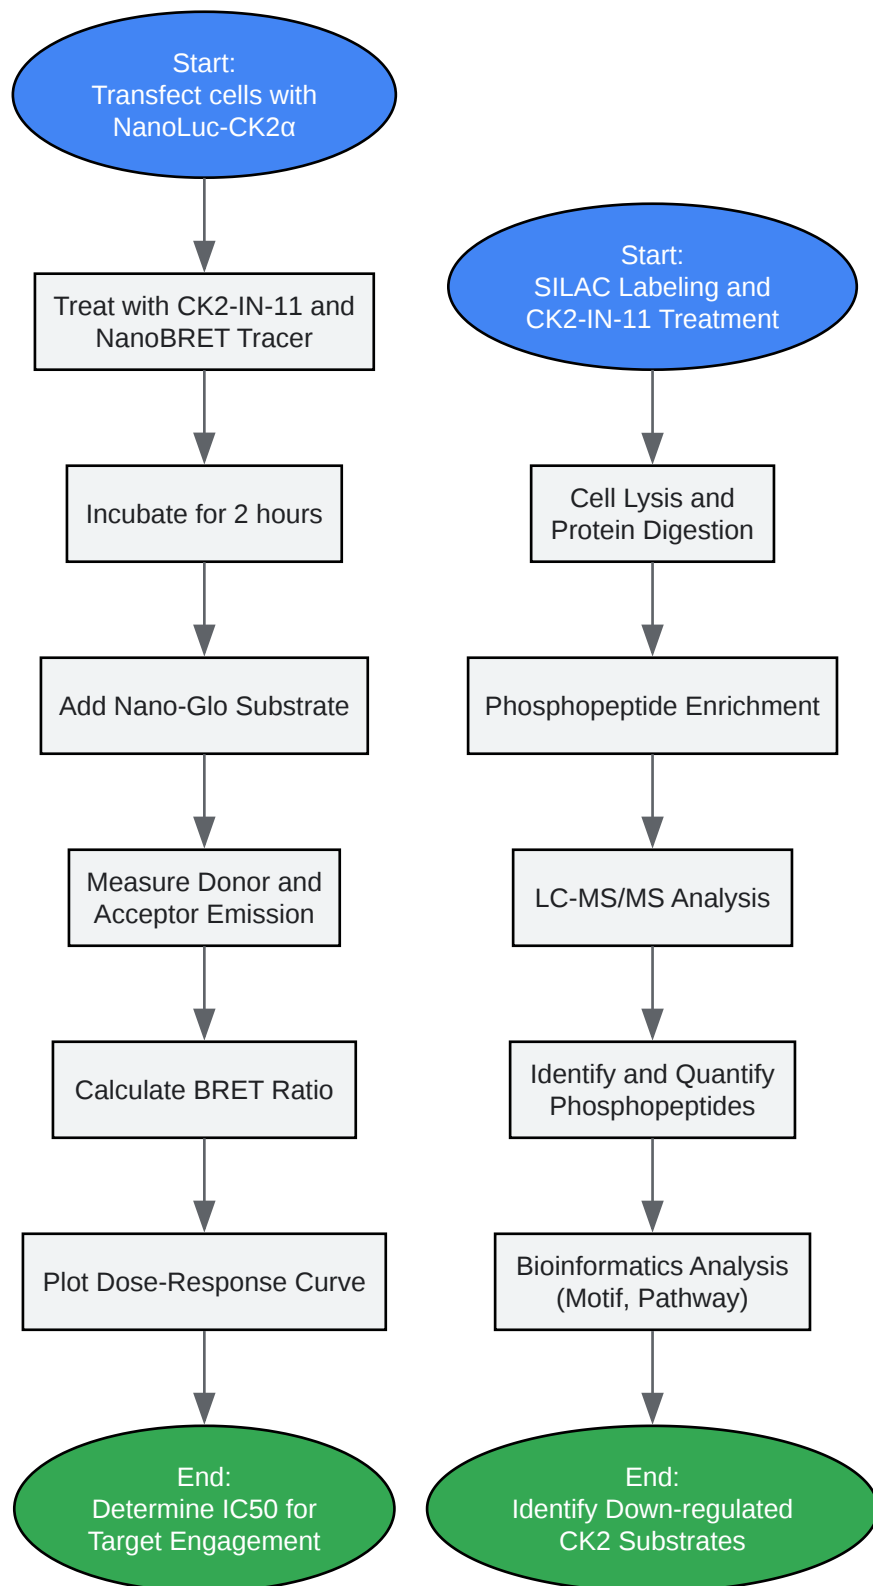 Start:
Transfect cells with
NanoLuc-CK2α
Treat with CK2-IN-11 and
NanoBRET Tracer
Incubate for 2 hours
Add Nano-Glo Substrate
Measure Donor and
Acceptor Emission
Calculate BRET Ratio
Plot Dose-Response Curve
End:
Determine IC50 for
Target Engagement
Start:
SILAC Labeling and
CK2-IN-11 Treatment
Cell Lysis and
Protein Digestion
Phosphopeptide Enrichment
LC-MS/MS Analysis
Identify and Quantify
Phosphopeptides
Bioinformatics Analysis
(Motif, Pathway)
End:
Identify Down-regulated
CK2 Substrates